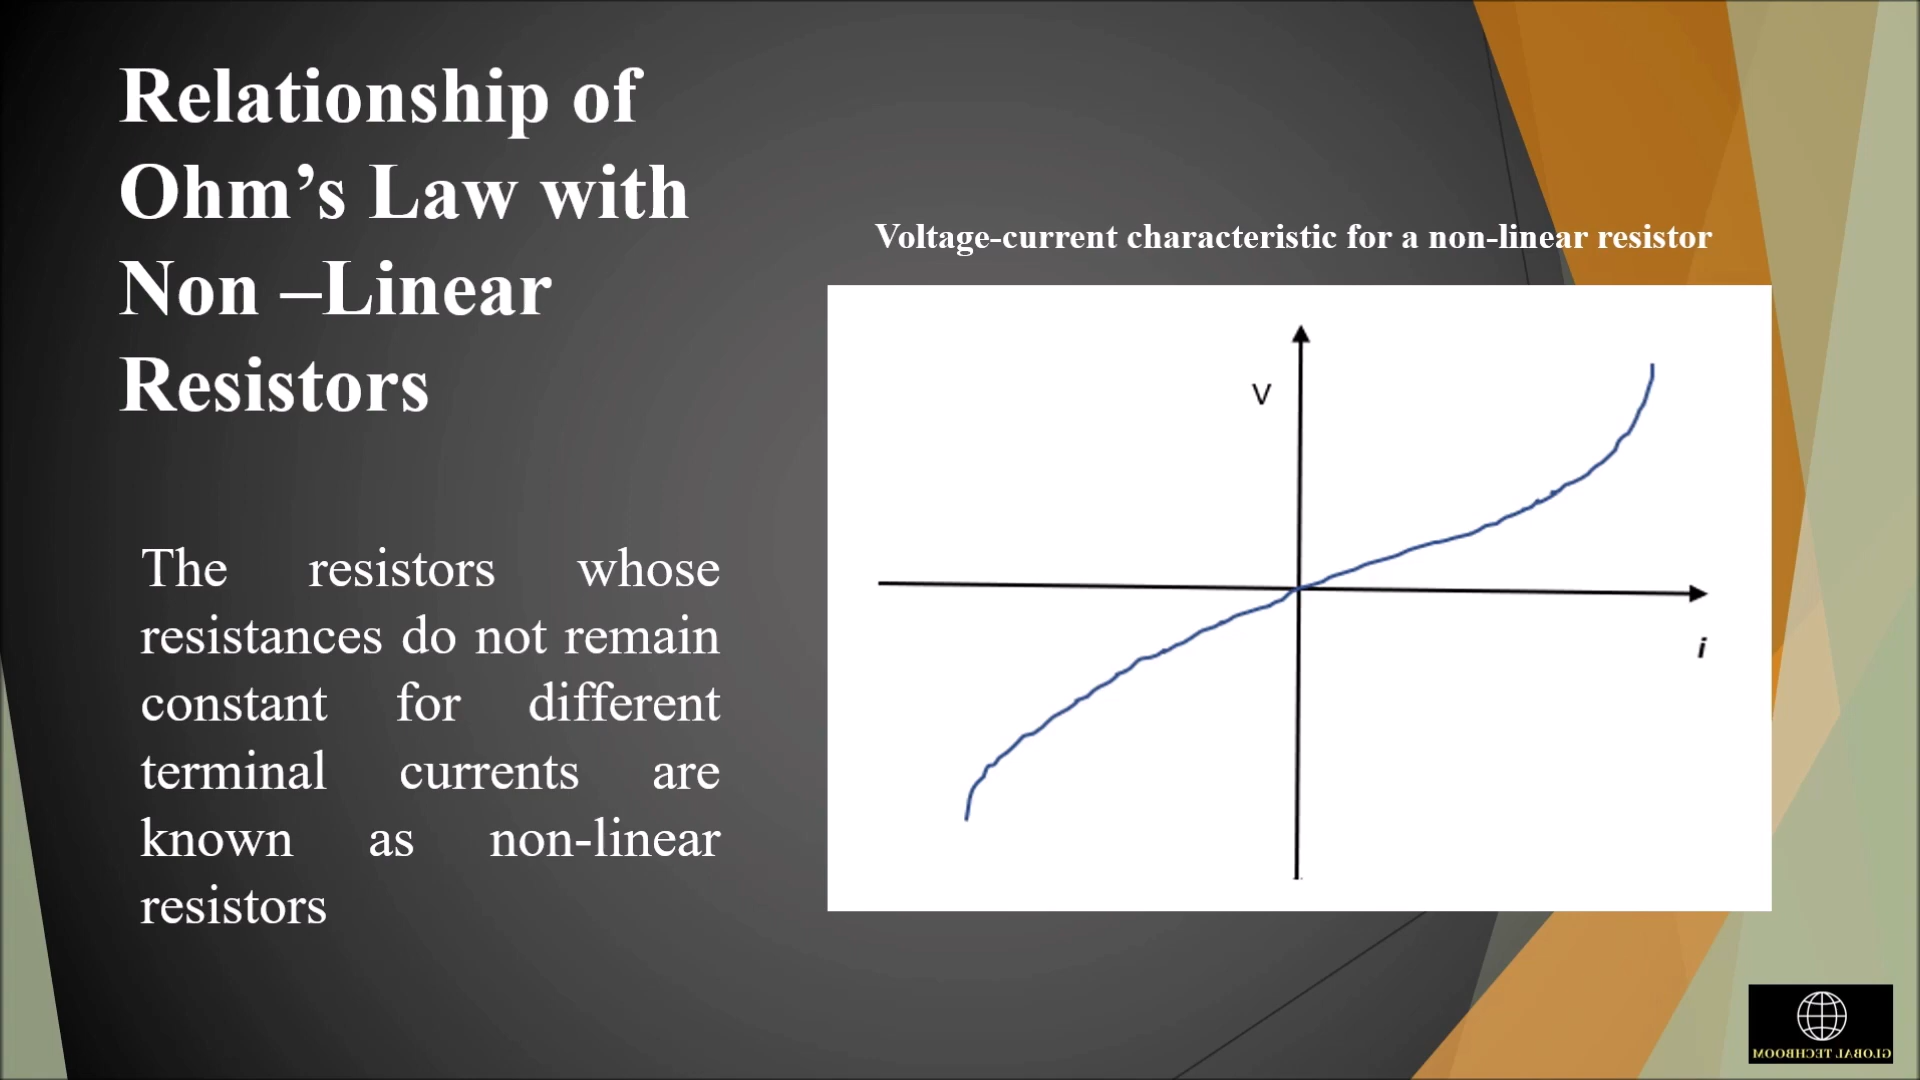 Relationship of
Ohm’s Law with
Non –Linear
Resistors
The resistors whose
resistances do not remain
constant for different
terminal currents are
known as non-linear
resistors
Voltage-current characteristic for a non-linear resistor
V
i
GLOBAL TECHBOOM